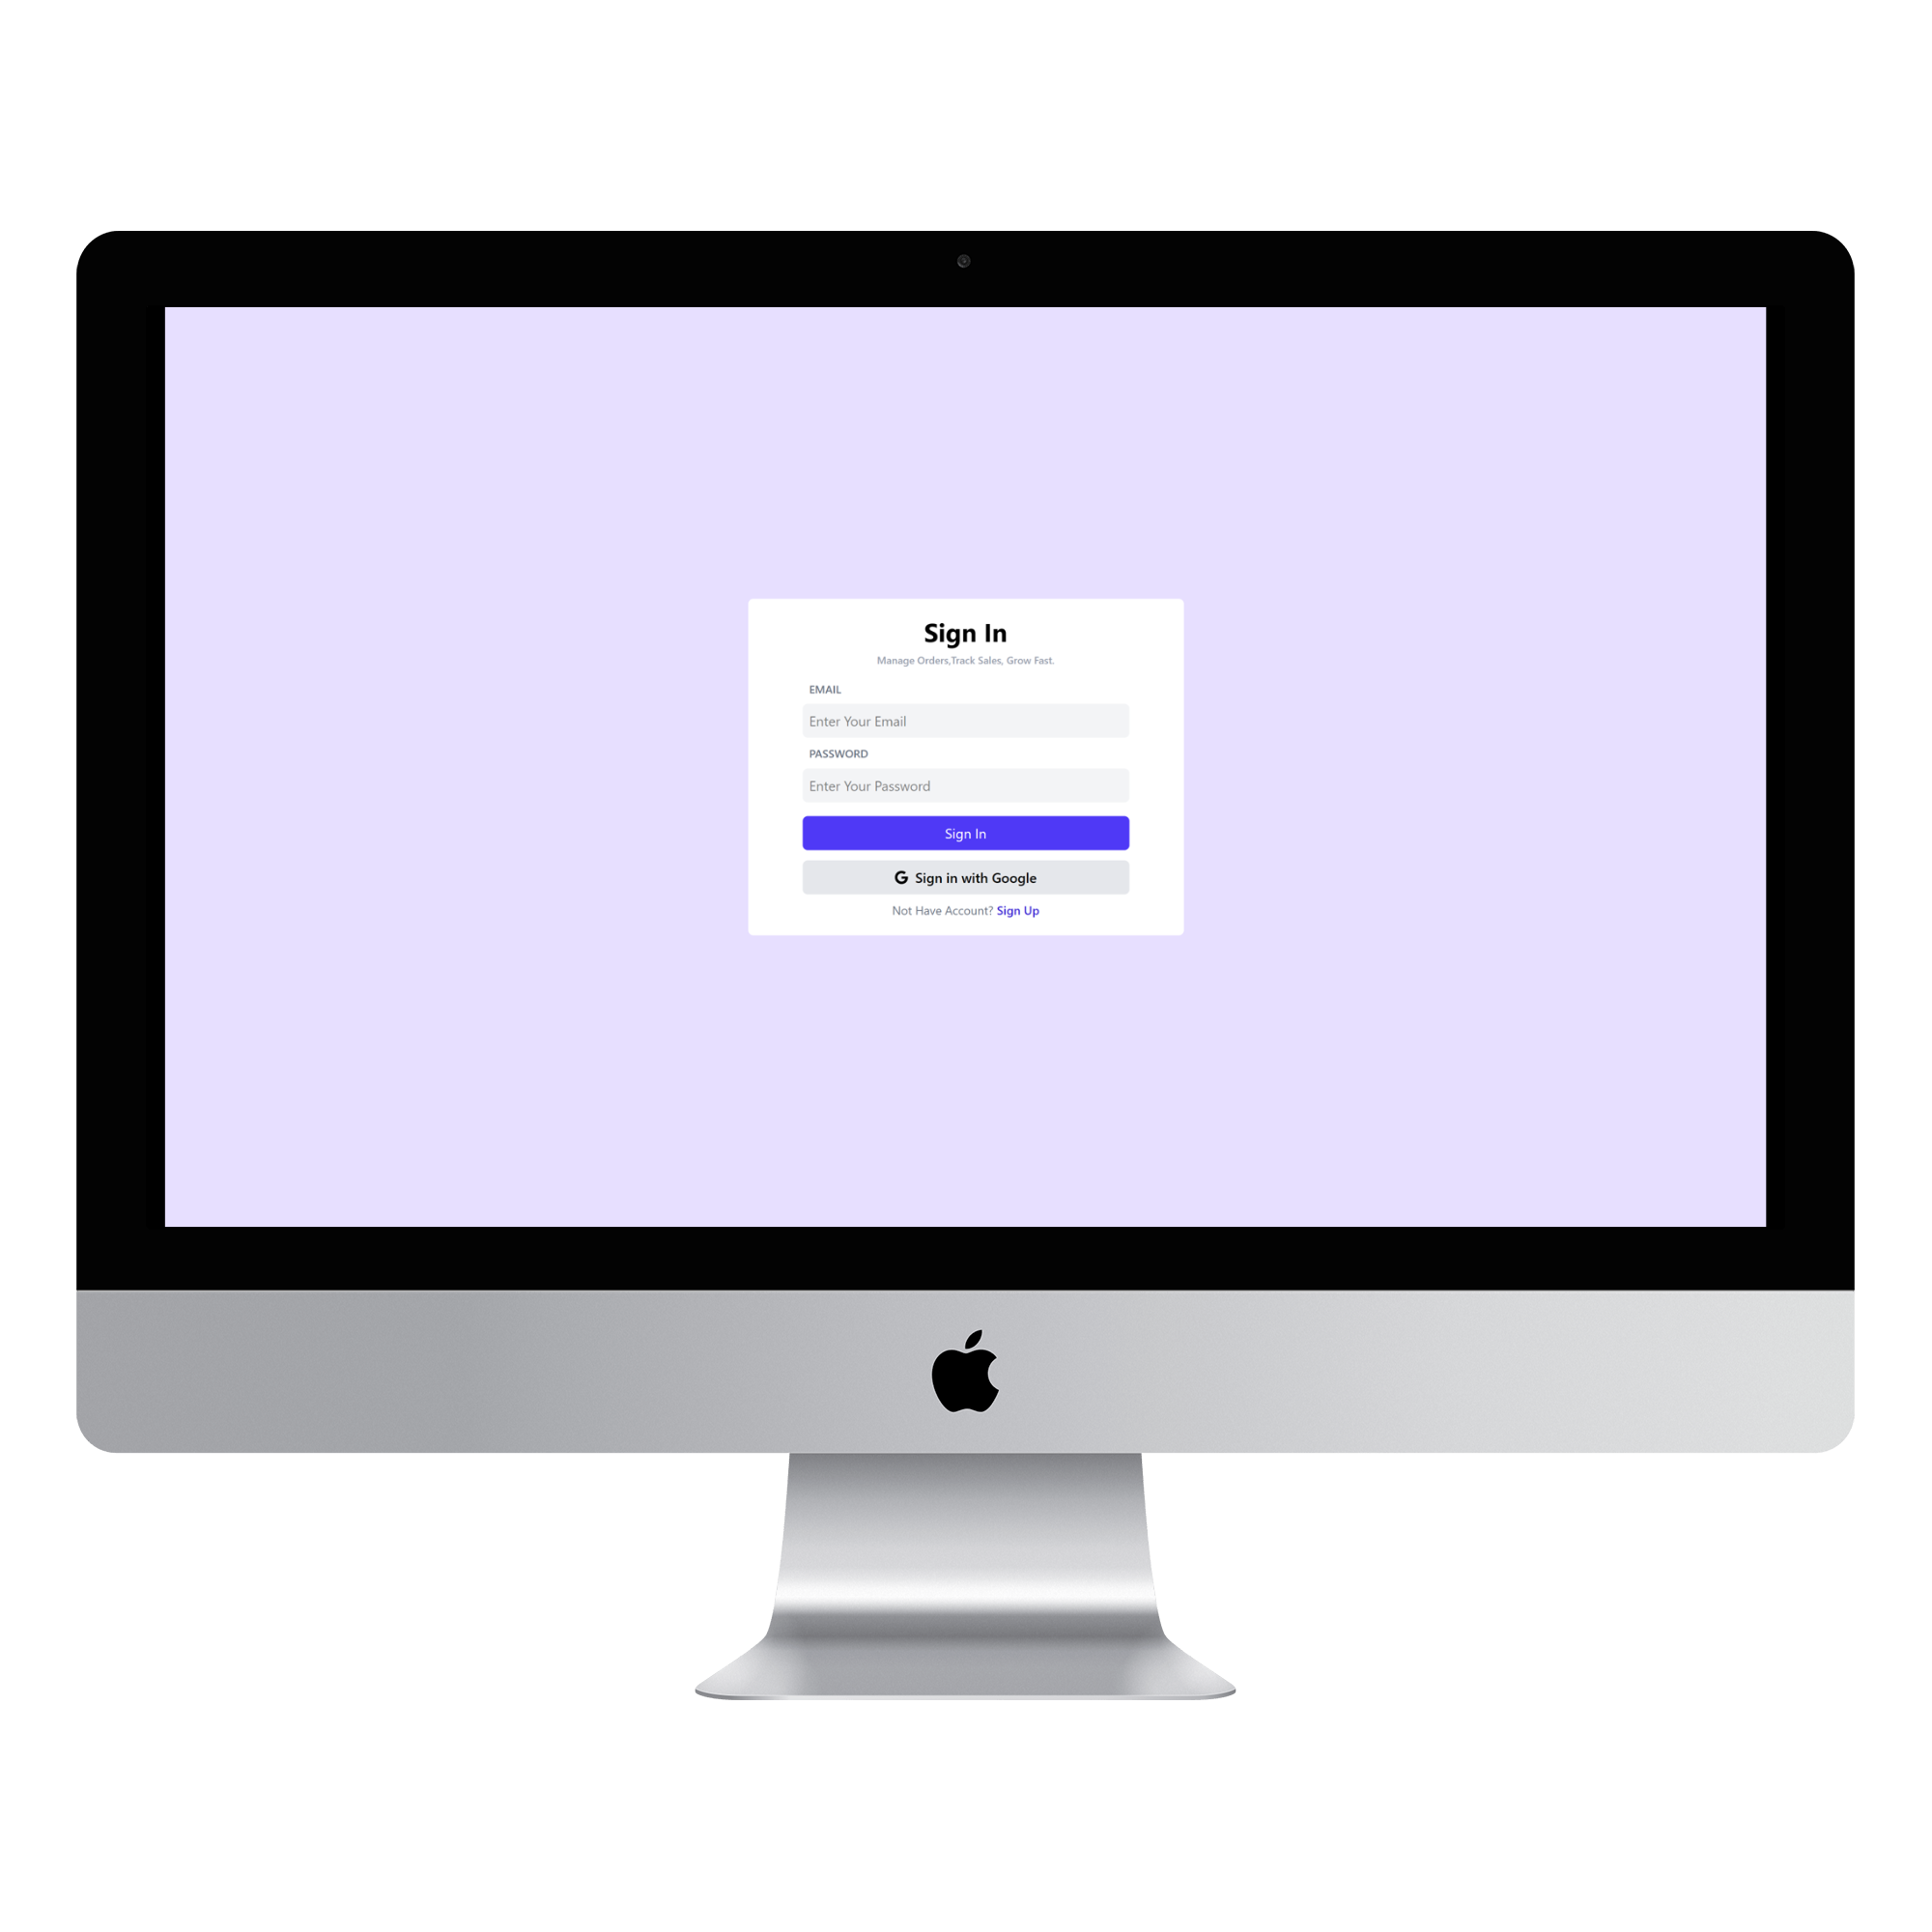 Sign In
Manage Orders,Track Sales, Grow Fast.
EMAIL
Enter Your Email
PASSWORD
Enter Your Password
Sign In
Sign in with Google
Not Have Account? Sign Up